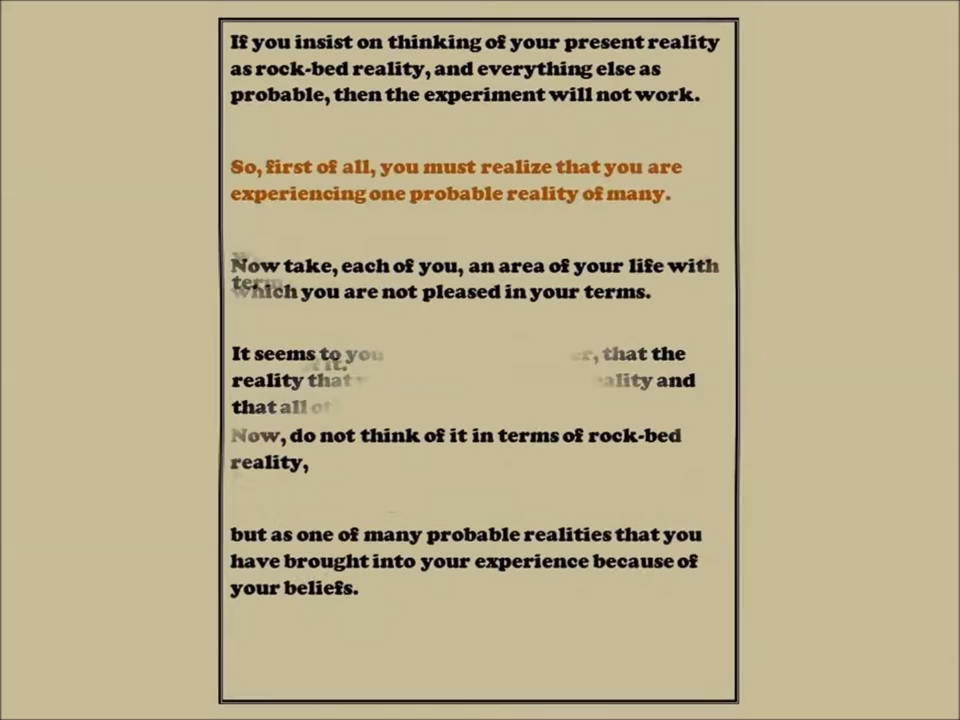 If you insist on thinking of your present reality
as rock-bed reality, and everything else as
probable, then the experiment will not work.
So, first of all, you must realize that you are
experiencing one probable reality of many.
Now take, each of you, an area of your life with
which you are not pleased in your terms.
It seems to you that the
reality that and
that all
Now, do not think of it in terms of rock-bed
reality,
but as one of many probable realities that you
have brought into your experience because of
your beliefs.